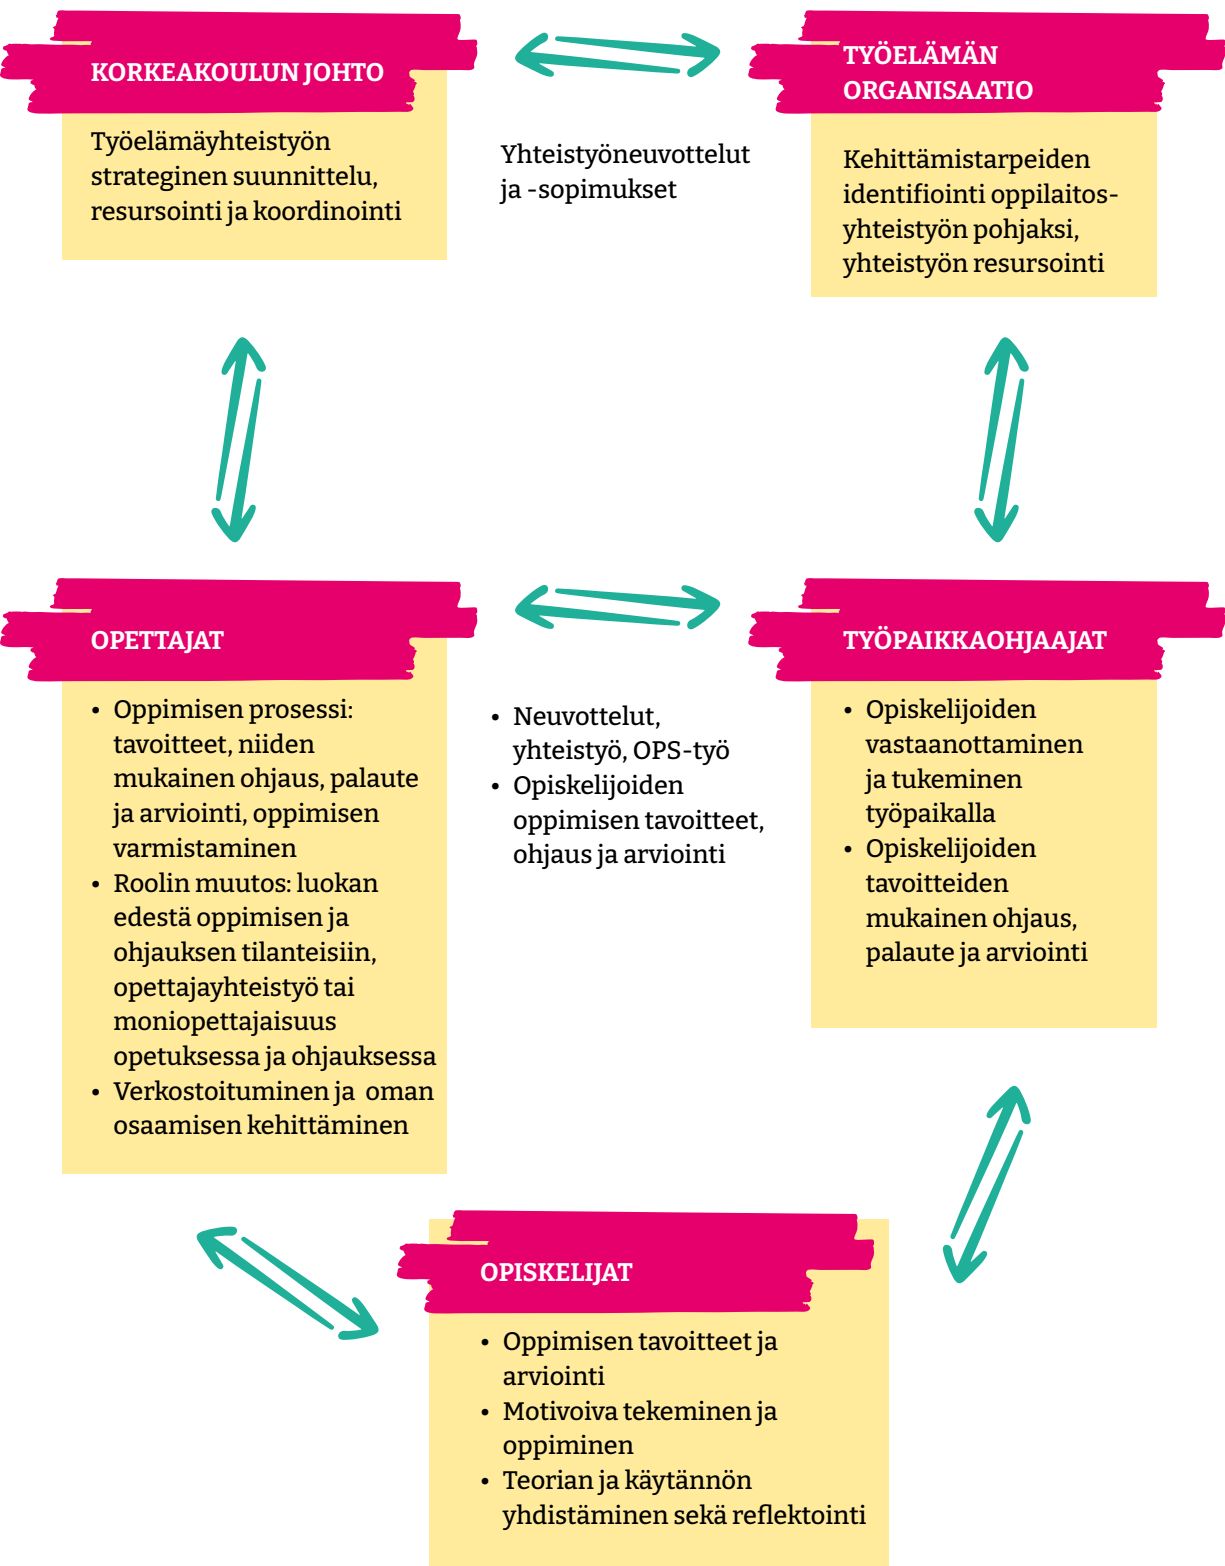 KORKEAKOULUN JOHTO
Työelämäyhteistyön
strateginen suunnittelu,
resursointi ja koordinointi
Yhteistyöneuvottelut
ja -sopimukset
TYÖELÄMÄN
ORGANISAATIO
Kehittämistarpeiden
identifiointi oppilaitos-
yhteistyön pohjaksi,
yhteistyön resursointi
OPETTAJAT
• Oppimisen prosessi:
tavoitteet, niiden
mukainen ohjaus, palaute
ja arviointi, oppimisen
varmistaminen
• Roolin muutos: luokan
edestä oppimisen ja
ohjauksen tilanteisiin,
opettajayhteistyö tai
moniopettajaisuus
opetuksessa ja ohjauksessa
• Verkostoituminen ja oman
osaamisen kehittäminen
• Neuvottelut,
yhteistyö, OPS-työ
• Opiskelijoiden
oppimisen tavoitteet,
ohjaus ja arviointi
TYÖPAIKKAOHJAAJAT
• Opiskelijoiden
vastaanottaminen
ja tukeminen
työpaikalla
• Opiskelijoiden
tavoitteiden
mukainen ohjaus,
palaute ja arviointi
OPISKELIJAT
• Oppimisen tavoitteet ja
arviointi
• Motivoiva tekeminen ja
oppiminen
• Teorian ja käytännön
yhdistäminen sekä reflektointi